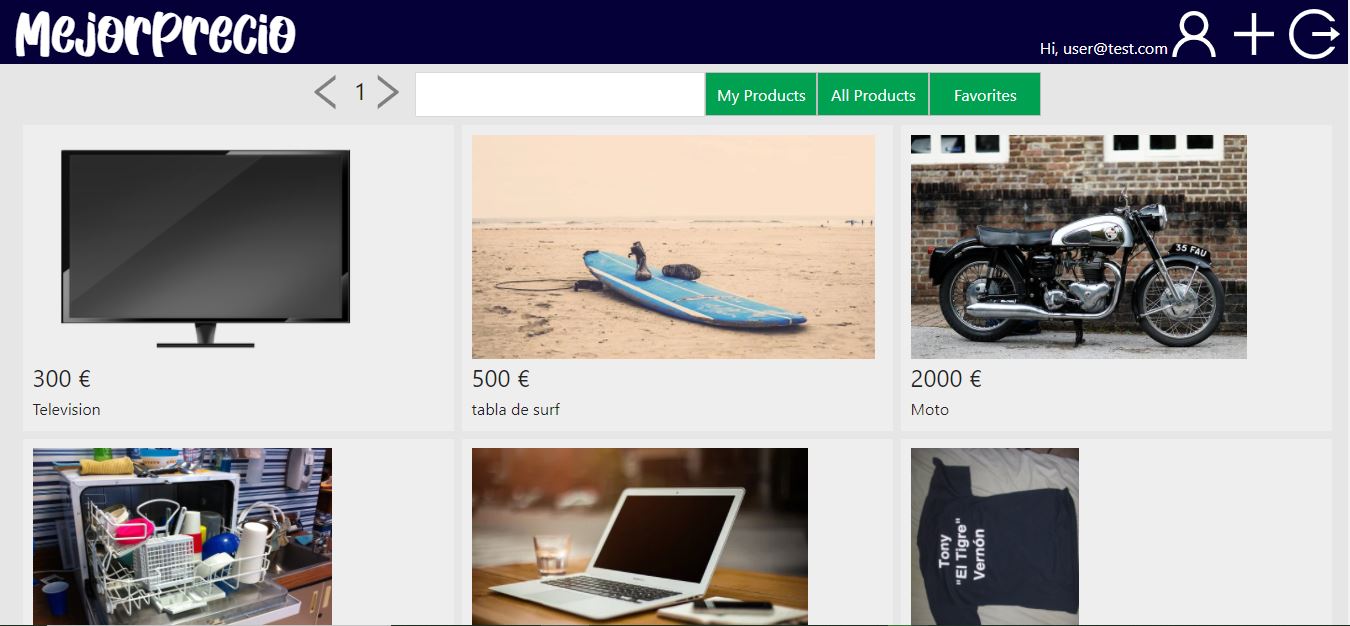 MejorPrecio
Hi, user@test.com
1
My Products
All Products
Favorites
35 FAU
300 €
Television
500 €
tabla de surf
2000 €
Moto
Tony
"El Tigre"
Vernón